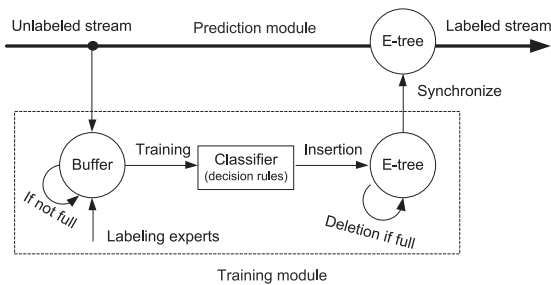 Unlabeled stream
Prediction module
Labeled stream
E-tree
Synchronize
Training
Insertion
Buffer
Classifier
(decision rules)
E-tree
If not full
Labeling experts
Deletion if full
Training module